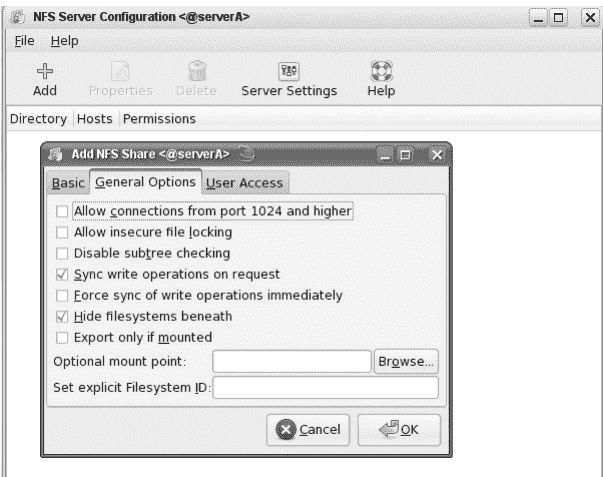 NFS Server Configuration <@serverA>
File Help
Add Properties Delete Server Settings Help
Directory Hosts Permissions
Add NFS Share <@serverA>
Basic General Options User Access
Allow connections from port 1024 and higher
Allow insecure file locking
Disable subtree checking
Sync write operations on request
Force sync of write operations immediately
Hide filesystems beneath
Export only if mounted
Optional mount point: Browse...
Set explicit Filesystem ID:
Cancel OK